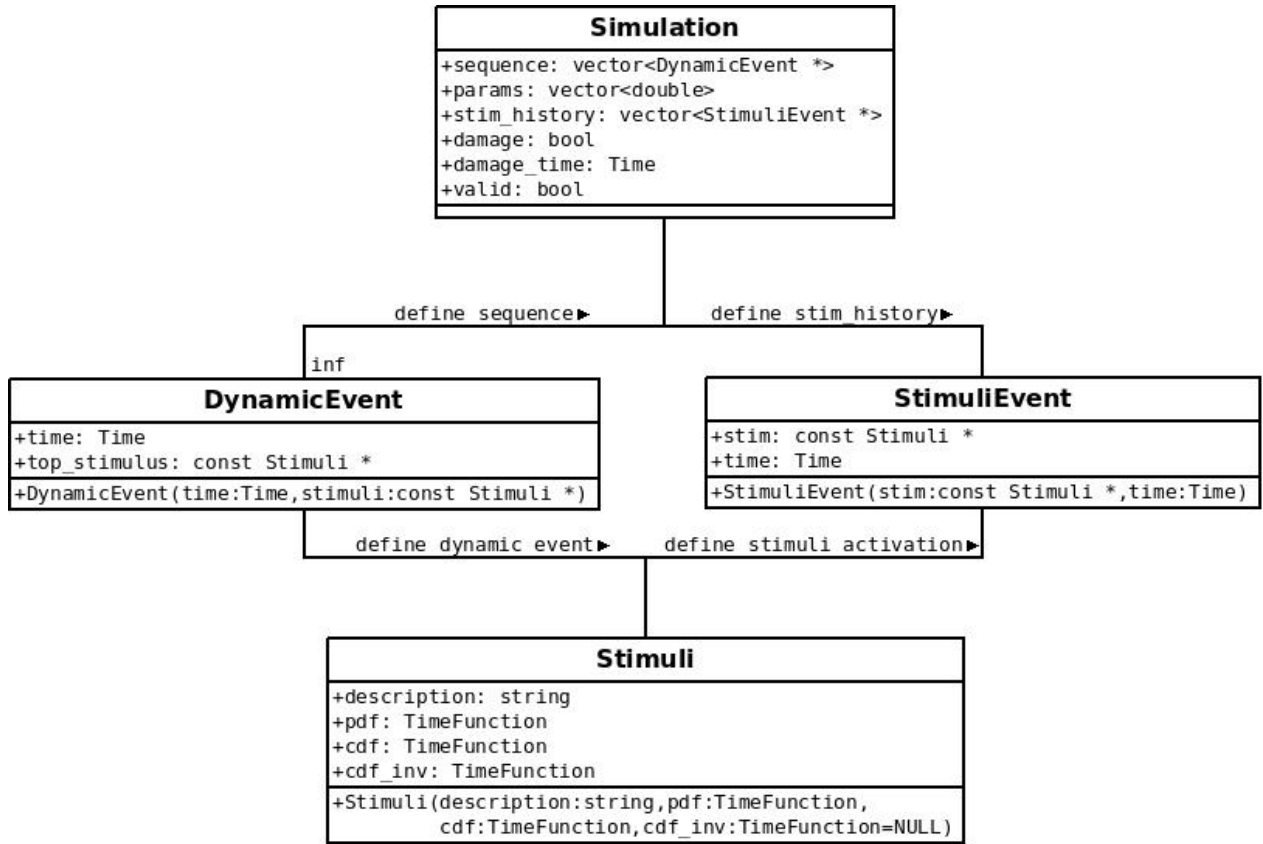 Simulation
+sequence: vector<DynamicEvent *>
+params: vector<double>
+stim_history: vector<StimuliEvent *>
+damage: bool
+damage_time: Time
+valid: bool
define sequence▶
define stim_history▶
inf
DynamicEvent
+time: Time
+top_stimulus: const Stimuli *
+DynamicEvent(time:Time,stimuli:const Stimuli *)
StimuliEvent
+stim: const Stimuli *
+time: Time
+StimuliEvent(stim:const Stimuli *,time:Time)
define dynamic event▶
define stimuli activation▶
Stimuli
+description: string
+pdf: TimeFunction
+cdf: TimeFunction
+cdf_inv: TimeFunction
+Stimuli(description:string,pdf:TimeFunction,
cdf:TimeFunction,cdf_inv:TimeFunction=NULL)